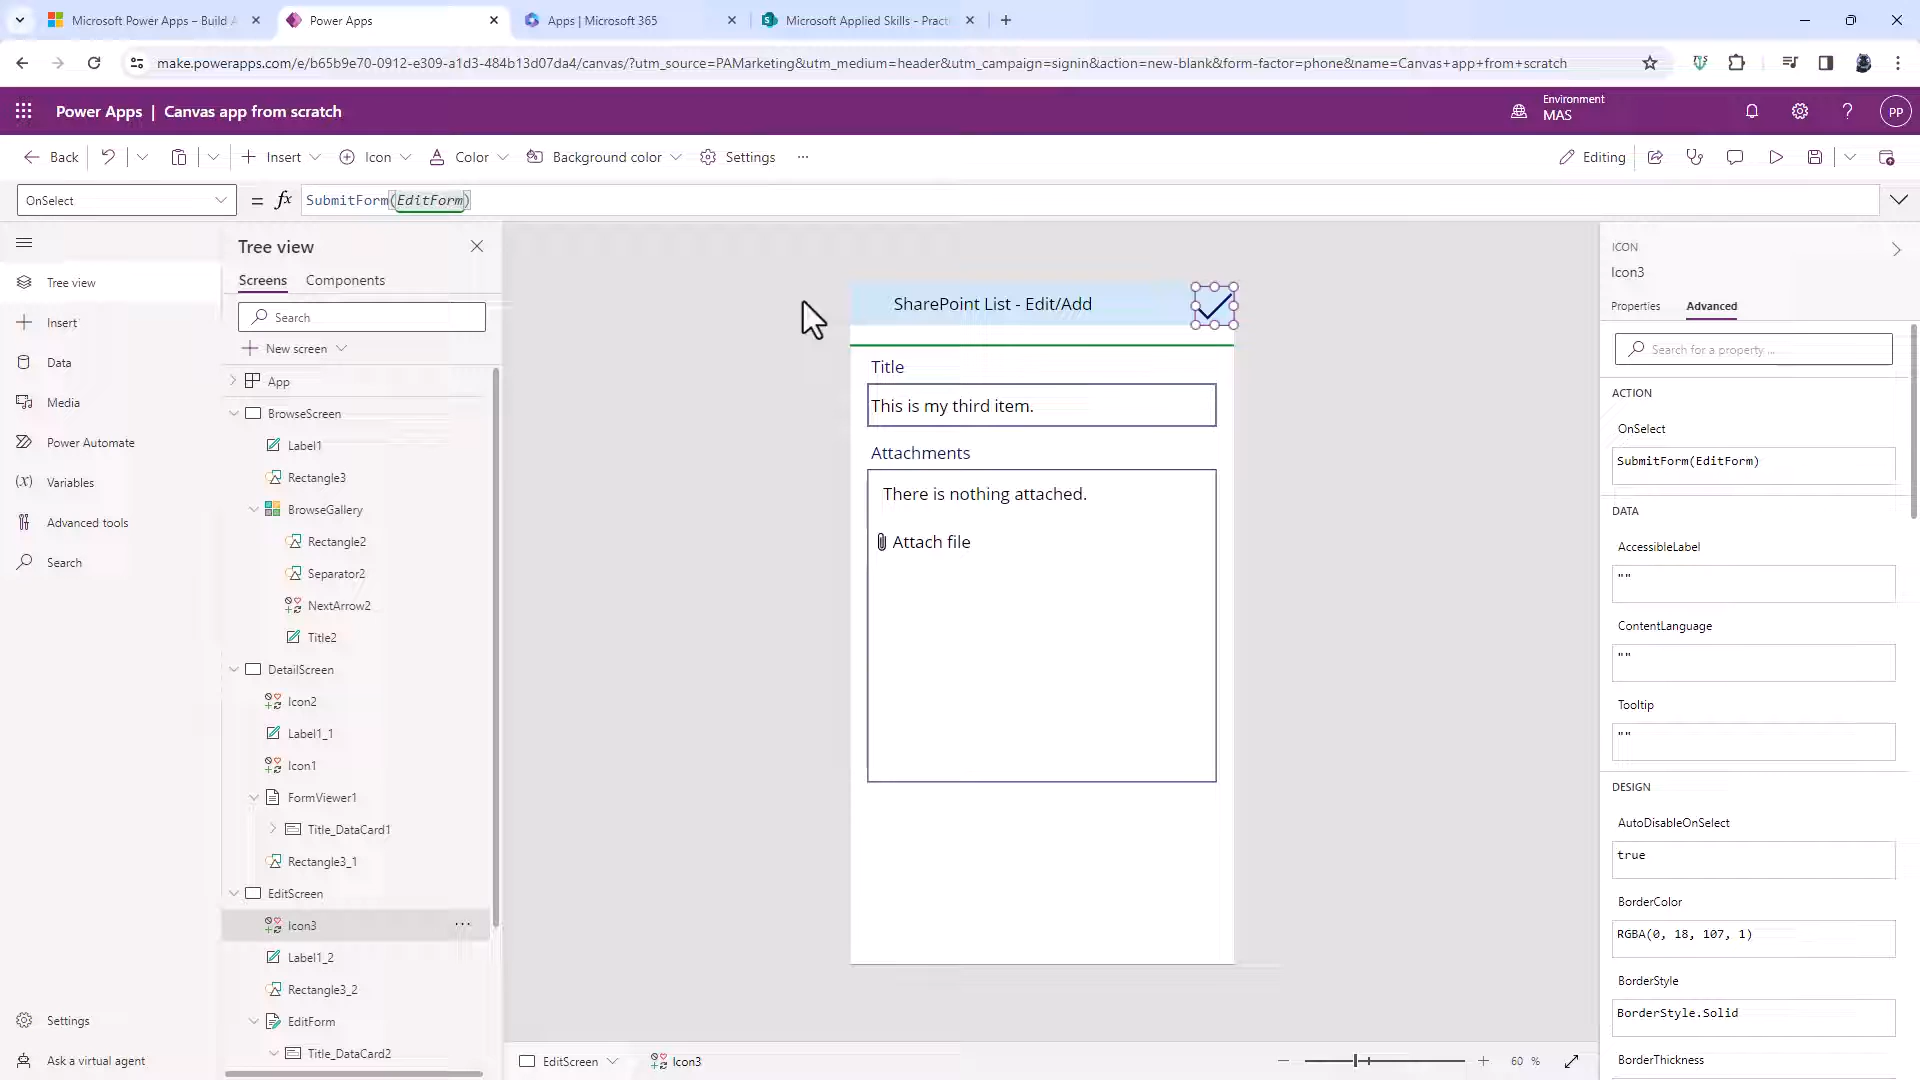 Microsoft Power Apps – Build A
Power Apps
Apps | Microsoft 365
Microsoft Applied Skills - Practi
make.powerapps.com/e/b65b9e70-0912-e309-a1d3-484b13d07da4/canvas/?utm_source=PAMarketing&utm_medium=header&utm_campaign=signin&action=new-blank&form-factor=phone&name=Canvas+app+from+scratch
Power Apps | Canvas app from scratch
Environment
MAS
PP
Back
Insert
Icon
Color
Background color
Settings
Editing
OnSelect
= fx SubmitForm(EditForm)
Tree view
Insert
Data
Media
Power Automate
Variables
Advanced tools
Search
Settings
Ask a virtual agent
Tree view
Screens Components
Search
New screen
App
BrowseScreen
Label1
Rectangle3
BrowseGallery
Rectangle2
Separator2
NextArrow2
Title2
DetailScreen
Icon2
Label1_1
Icon1
FormViewer1
Title_DataCard1
Rectangle3_1
EditScreen
Icon3
Label1_2
Rectangle3_2
EditForm
Title_DataCard2
SharePoint List - Edit/Add
Title
This is my third item.
Attachments
There is nothing attached.
Attach file
EditScreen
Icon3
60 %
ICON
Icon3
Properties Advanced
Search for a property ...
ACTION
OnSelect
SubmitForm(EditForm)
DATA
AccessibleLabel
""
ContentLanguage
""
Tooltip
""
DESIGN
AutoDisableOnSelect
true
BorderColor
RGBA(0, 18, 107, 1)
BorderStyle
BorderStyle.Solid
BorderThickness